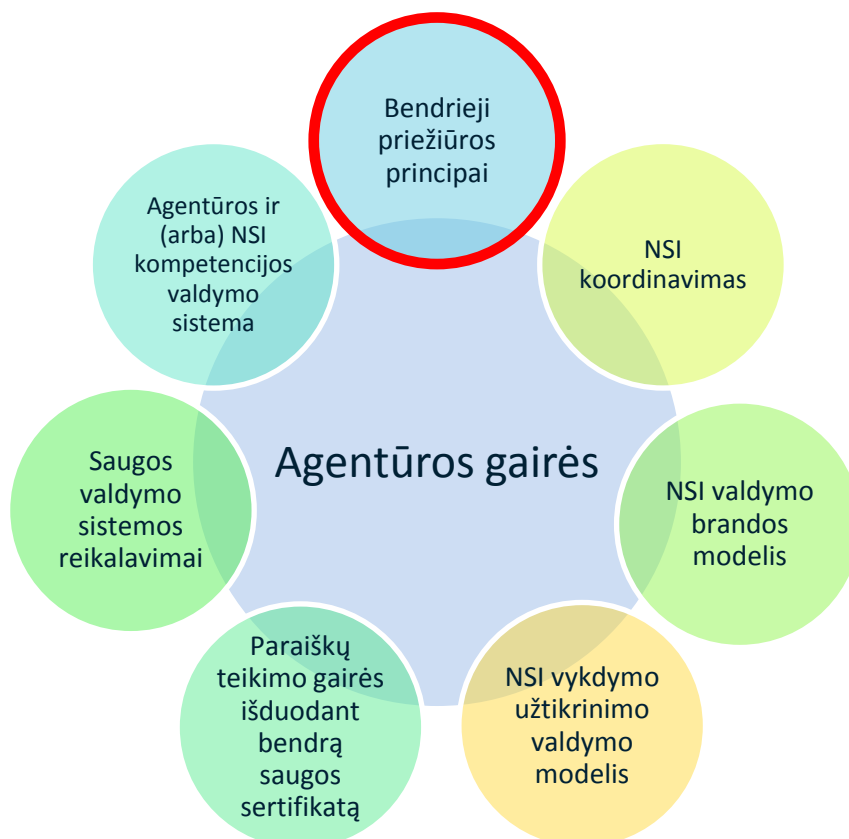 Bendrieji
priežiūros
principai
NSI
koordinavimas
NSI valdymo
brandos
modelis
NSI vykdymo
užtikrinimo
valdymo
modelis
Paraiškų
teikimo gairės
išduodant
bendrą
saugos
sertifikatą
Saugos
valdymo
sistemos
reikalavimai
Agentūros ir
(arba) NSI
kompetencijos
valdymo
sistema
Agentūros gairės